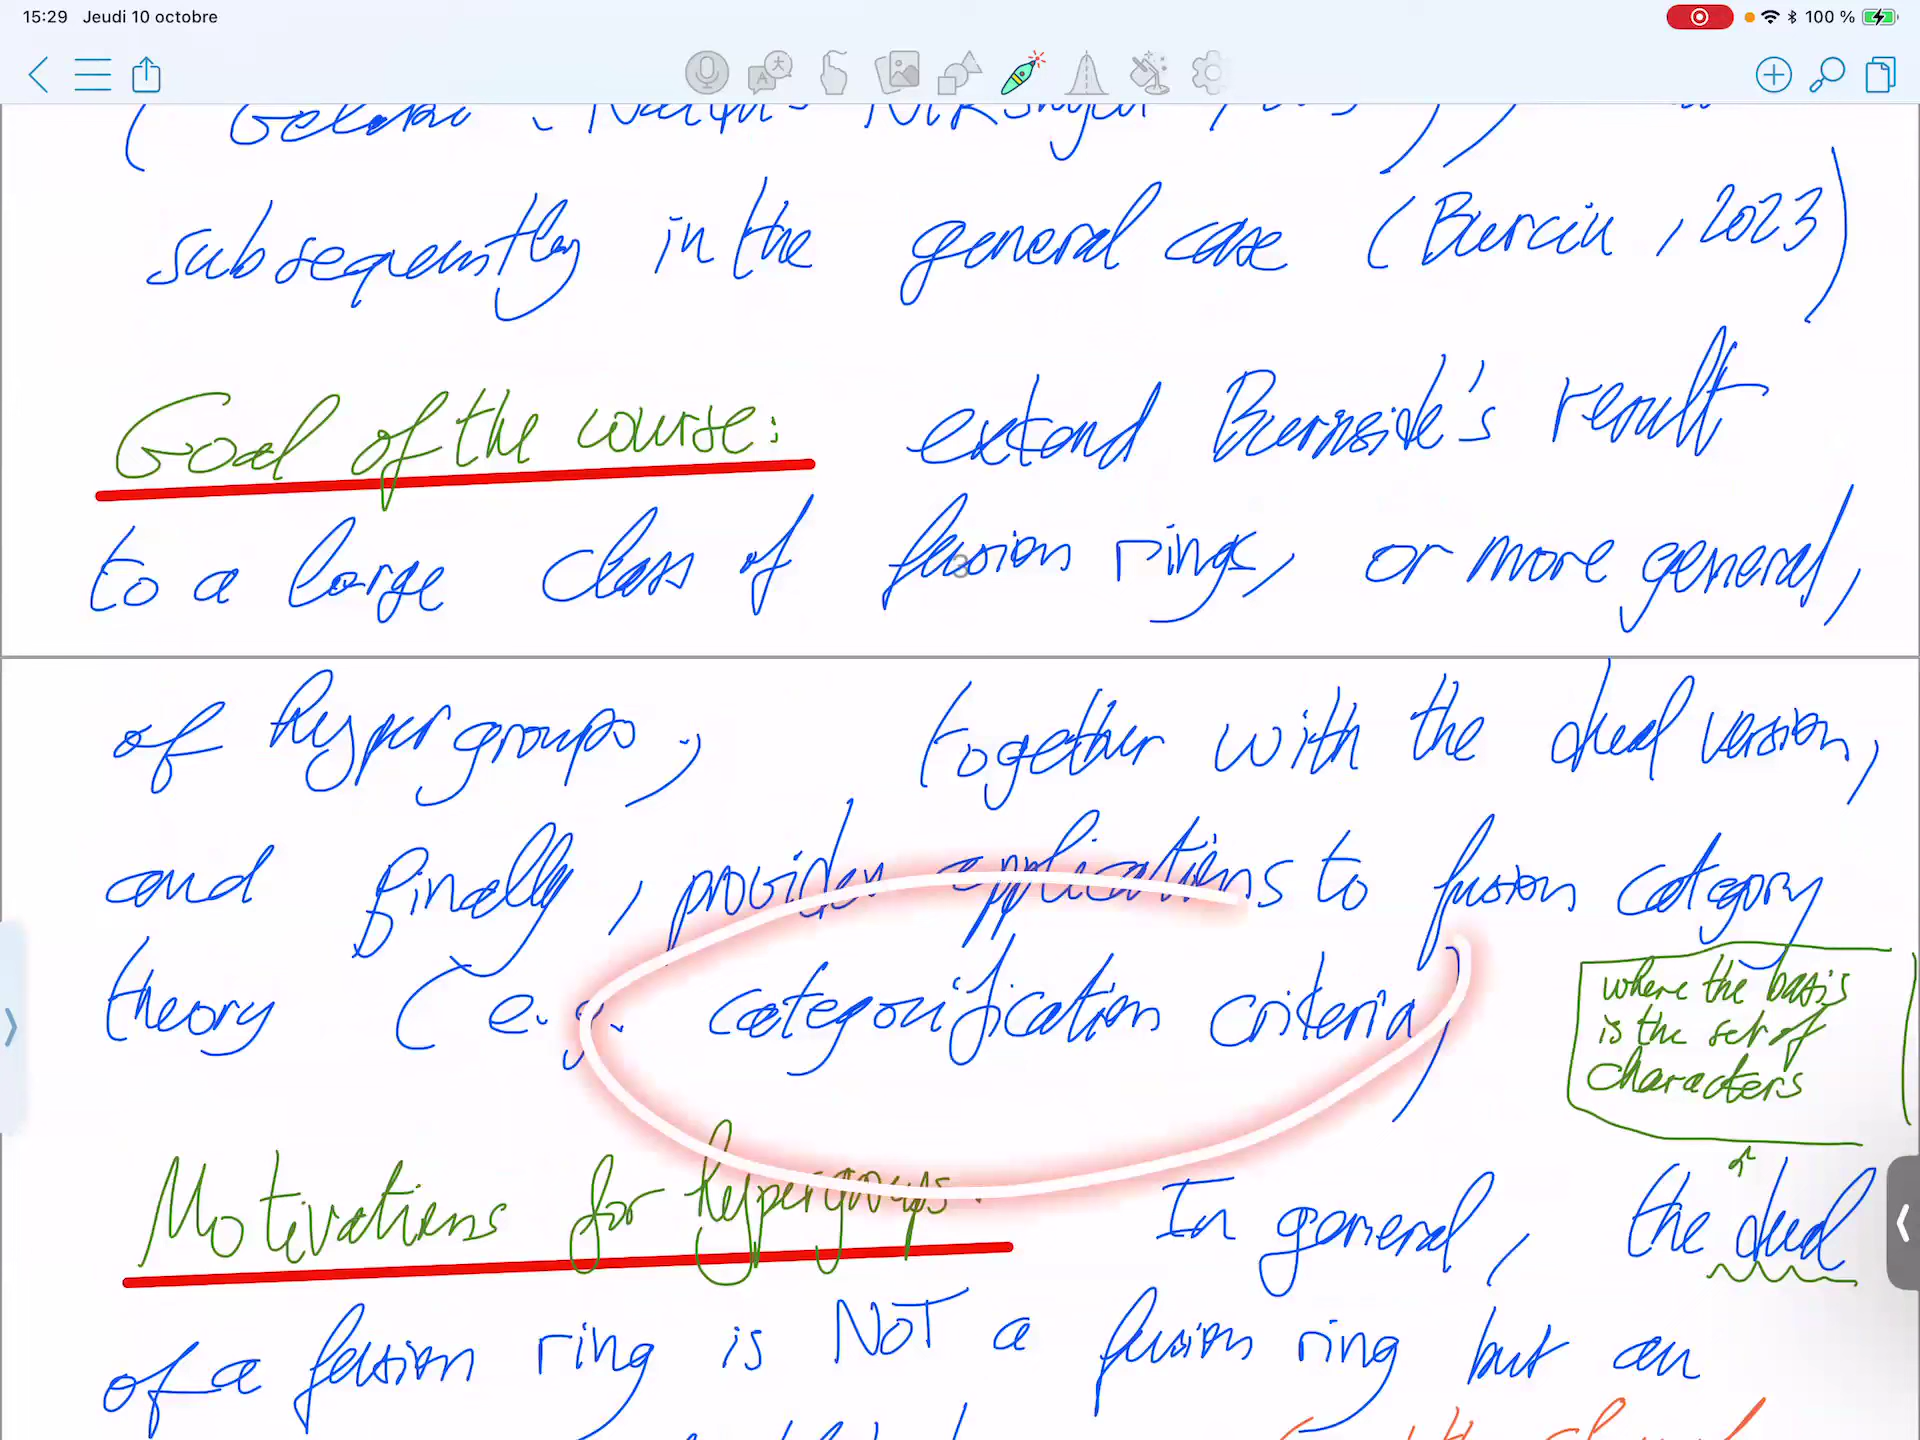 15:29 Jeudi 10 octobre
100 %
subsequently in the general case (Burciu, 2023)
Goal of the course: extend Burnside's result
to a large class of fusion rings, or more general,
3
of hypergroups, together with the dual version,
and finally, provides applications to fusion category
theory (e.g. categorification criteria)
where the basis
is the set of
characters
Motivations for hypergroups. In general, the dual
of a fusion ring is NOT a fusion ring but an